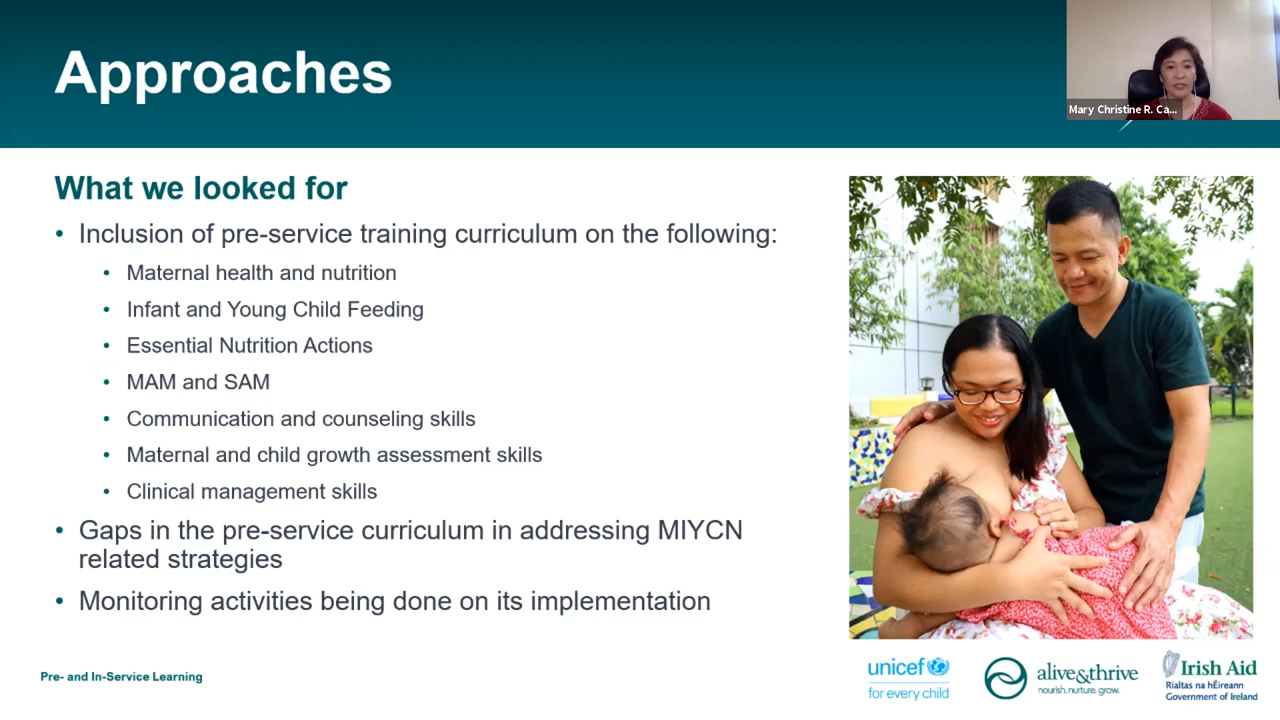 Approaches
Mary Christine R. Ca...
What we looked for
• Inclusion of pre-service training curriculum on the following:
• Maternal health and nutrition
• Infant and Young Child Feeding
• Essential Nutrition Actions
• MAM and SAM
• Communication and counseling skills
• Maternal and child growth assessment skills
• Clinical management skills
• Gaps in the pre-service curriculum in addressing MIYCN
related strategies
• Monitoring activities being done on its implementation
Pre- and In-Service Learning
unicef
for every child
alive&thrive
nourish. nurture. grow.
Irish Aid
Rialtas na hÉireann
Government of Ireland